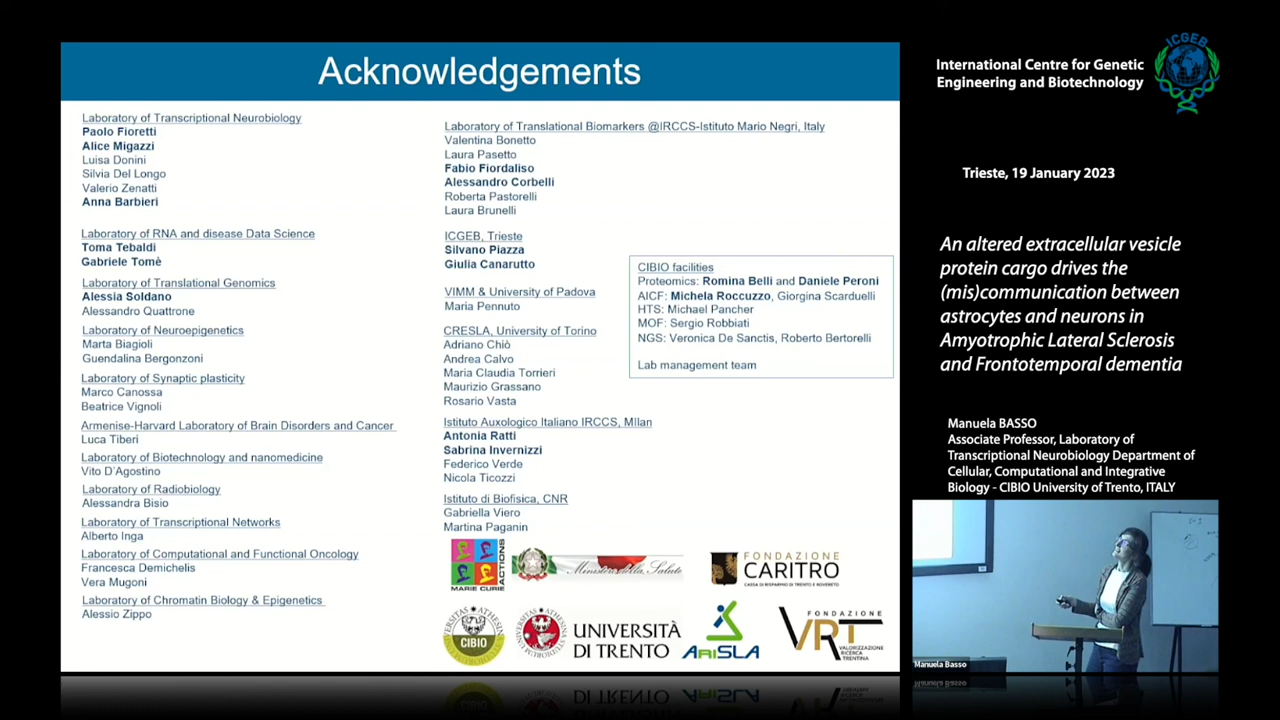 Acknowledgements
Laboratory of Transcriptional Neurobiology
Paolo Fioretti
Alice Migazzi
Luisa Donini
Silvia Del Longo
Valerio Zenatti
Anna Barbieri
Laboratory of RNA and disease Data Science
Toma Tebaldi
Gabriele Tomè
Laboratory of Translational Genomics
Alessia Soldano
Alessandro Quattrone
Laboratory of Neuroepigenetics
Marta Biagioli
Guendalina Bergonzoni
Laboratory of Synaptic plasticity
Marco Canossa
Beatrice Vignoli
Armenise-Harvard Laboratory of Brain Disorders and Cancer
Luca Tiberi
Laboratory of Biotechnology and nanomedicine
Vito D'Agostino
Laboratory of Radiobiology
Alessandra Bisio
Laboratory of Transcriptional Networks
Alberto Inga
Laboratory of Computational and Functional Oncology
Francesca Demichelis
Vera Mugoni
Laboratory of Chromatin Biology & Epigenetics
Alessio Zippo
Laboratory of Translational Biomarkers @IRCCS-Istituto Mario Negri, Italy
Valentina Bonetto
Laura Pasetto
Fabio Fiordaliso
Alessandro Corbelli
Roberta Pastorelli
Laura Brunelli
ICGEB, Trieste
Silvano Piazza
Giulia Canarutto
VIMM & University of Padova
Maria Pennuto
CRESLA, University of Torino
Adriano Chiò
Andrea Calvo
Maria Claudia Torrieri
Maurizio Grassano
Rosario Vasta
Istituto Auxologico Italiano IRCCS, MIlan
Antonia Ratti
Sabrina Invernizzi
Federico Verde
Nicola Ticozzi
Istituto di Biofisica, CNR
Gabriella Viero
Martina Paganin
CIBIO facilities
Proteomics: Romina Belli and Daniele Peroni
AICF: Michela Roccuzzo, Giorgina Scarduelli
HTS: Michael Pancher
MOF: Sergio Robbiati
NGS: Veronica De Sanctis, Roberto Bertorelli
Lab management team
MARIE CURIE
ACTIONS
Ministero della Salute
FONDAZIONE
CARITRO
CASSA DI RISPARMIO DI TRENTO E ROVERETO
CIBIO
UNIVERSITÀ
DI TRENTO
AriSLA
FONDAZIONE
VRT
VALORIZZAZIONE
RICERCA
TRENTINA
International Centre for Genetic
Engineering and Biotechnology
ICGEB
Trieste, 19 January 2023
An altered extracellular vesicle
protein cargo drives the
(mis)communication between
astrocytes and neurons in
Amyotrophic Lateral Sclerosis
and Frontotemporal dementia
Manuela BASSO
Associate Professor, Laboratory of
Transcriptional Neurobiology Department of
Cellular, Computational and Integrative
Biology - CIBIO University of Trento, ITALY
Manuela Basso